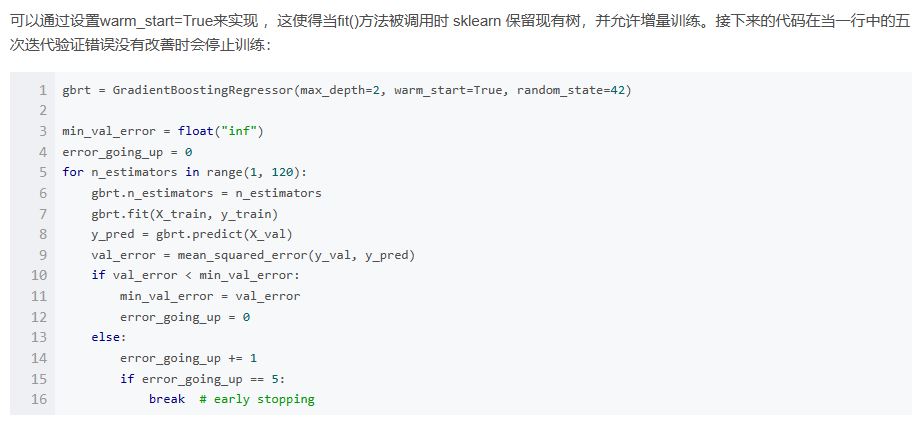 可以通过设置warm_start=True来实现 ，这使得当fit()方法被调用时 sklearn 保留现有树，并允许增量训练。接下来的代码在当一行中的五
次迭代验证错误没有改善时会停止训练：
1 gbrt = GradientBoostingRegressor(max_depth=2, warm_start=True, random_state=42)
2
3 min_val_error = float("inf")
4 error_going_up = 0
5 for n_estimators in range(1, 120):
6     gbrt.n_estimators = n_estimators
7     gbrt.fit(X_train, y_train)
8     y_pred = gbrt.predict(X_val)
9     val_error = mean_squared_error(y_val, y_pred)
10     if val_error < min_val_error:
11         min_val_error = val_error
12         error_going_up = 0
13     else:
14         error_going_up += 1
15         if error_going_up == 5:
16             break  # early stopping